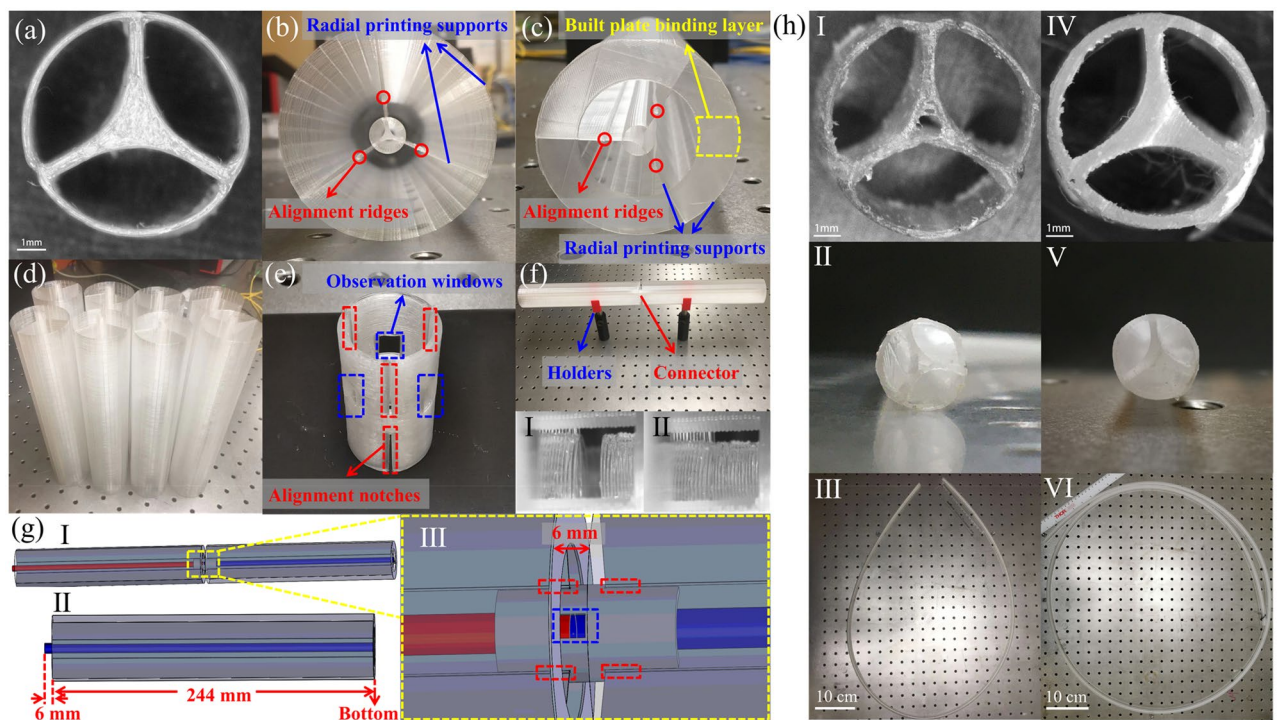 (a)
1mm
(b)
Radial printing supports
Alignment ridges
(c)
Built plate binding layer
Alignment ridges
Radial printing supports
(d)
(e)
Observation windows
Alignment notches
(f)
Holders
Connector
I
II
(g)
I
II
6 mm
244 mm
Bottom
III
6 mm
(h)
I
1mm
II
III
10 cm
IV
V
VI
10 cm